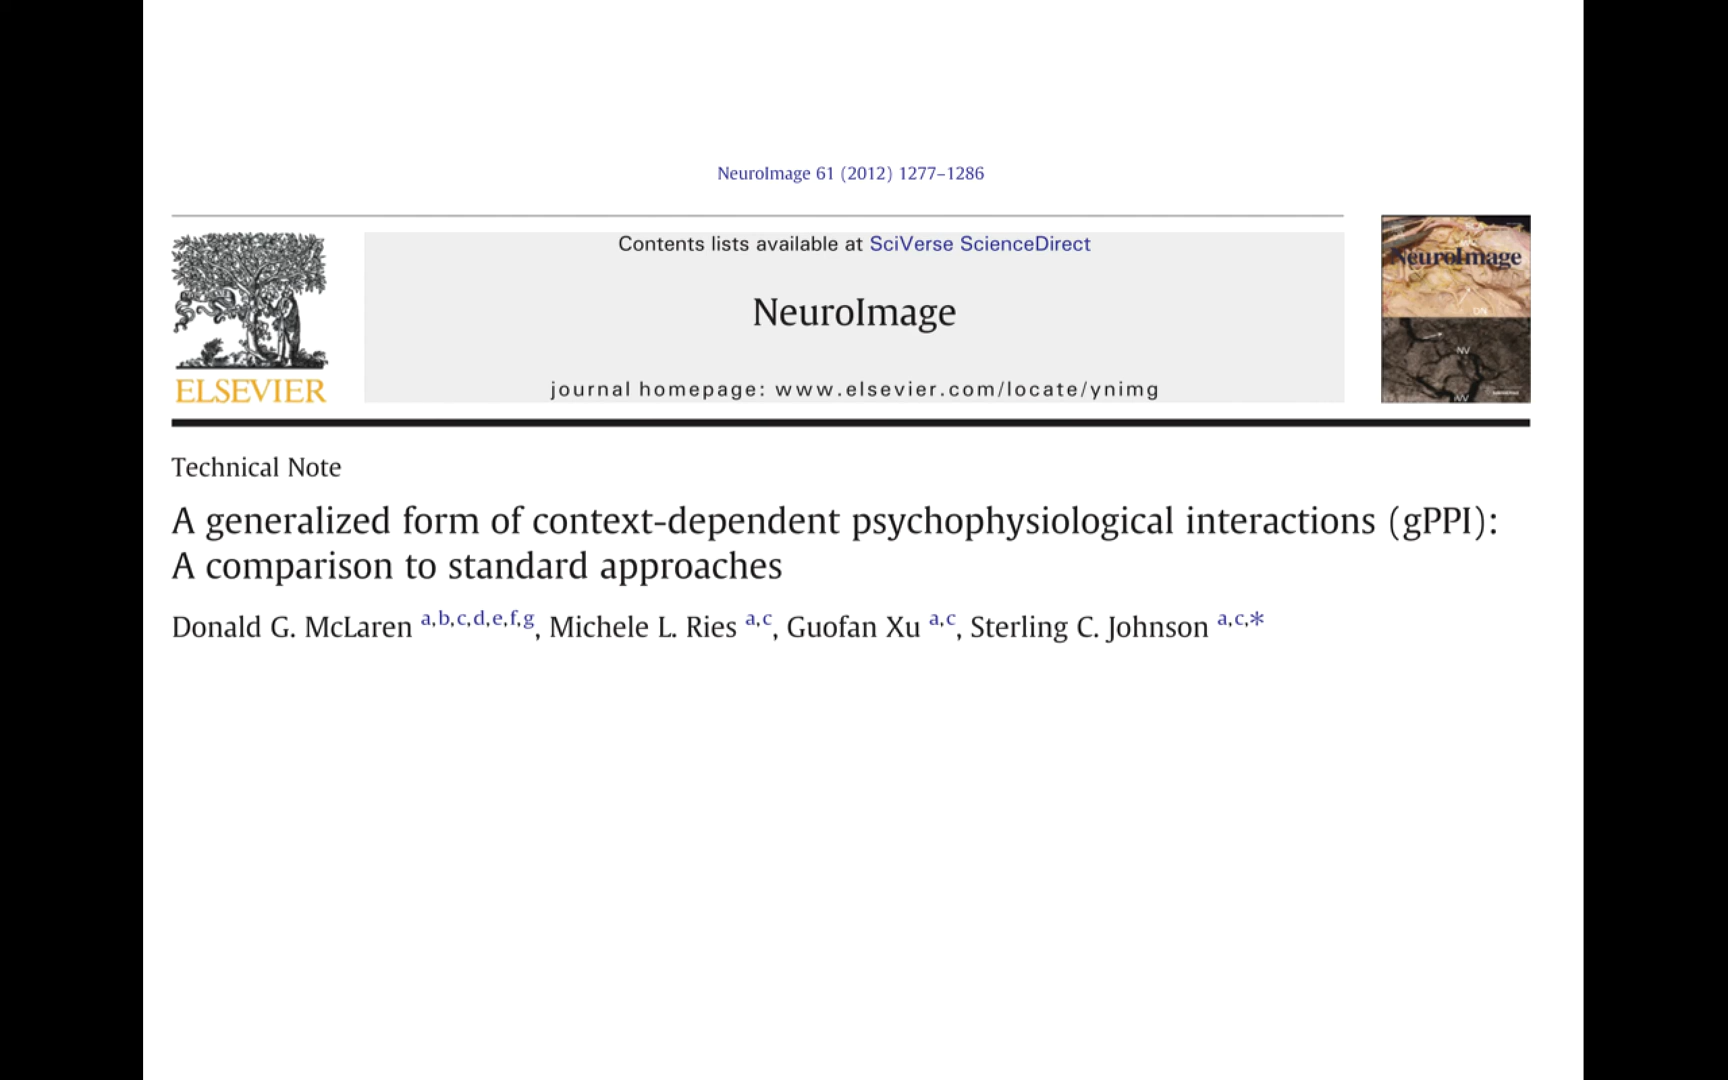 NeuroImage 61 (2012) 1277–1286
Contents lists available at SciVerse ScienceDirect
NeuroImage
journal homepage: www.elsevier.com/locate/ynimg
ELSEVIER
NeuroImage
DN
NV
Technical Note
A generalized form of context-dependent psychophysiological interactions (gPPI):
A comparison to standard approaches
Donald G. McLaren a,b,c,d,e,f,g, Michele L. Ries a,c, Guofan Xu a,c, Sterling C. Johnson a,c,*